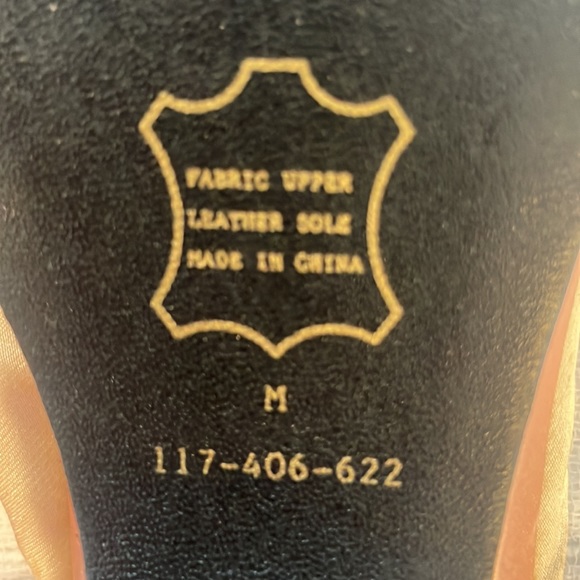 FABRIC UPPER
LEATHER SOLE
MADE IN CHINA
M
117-406-622